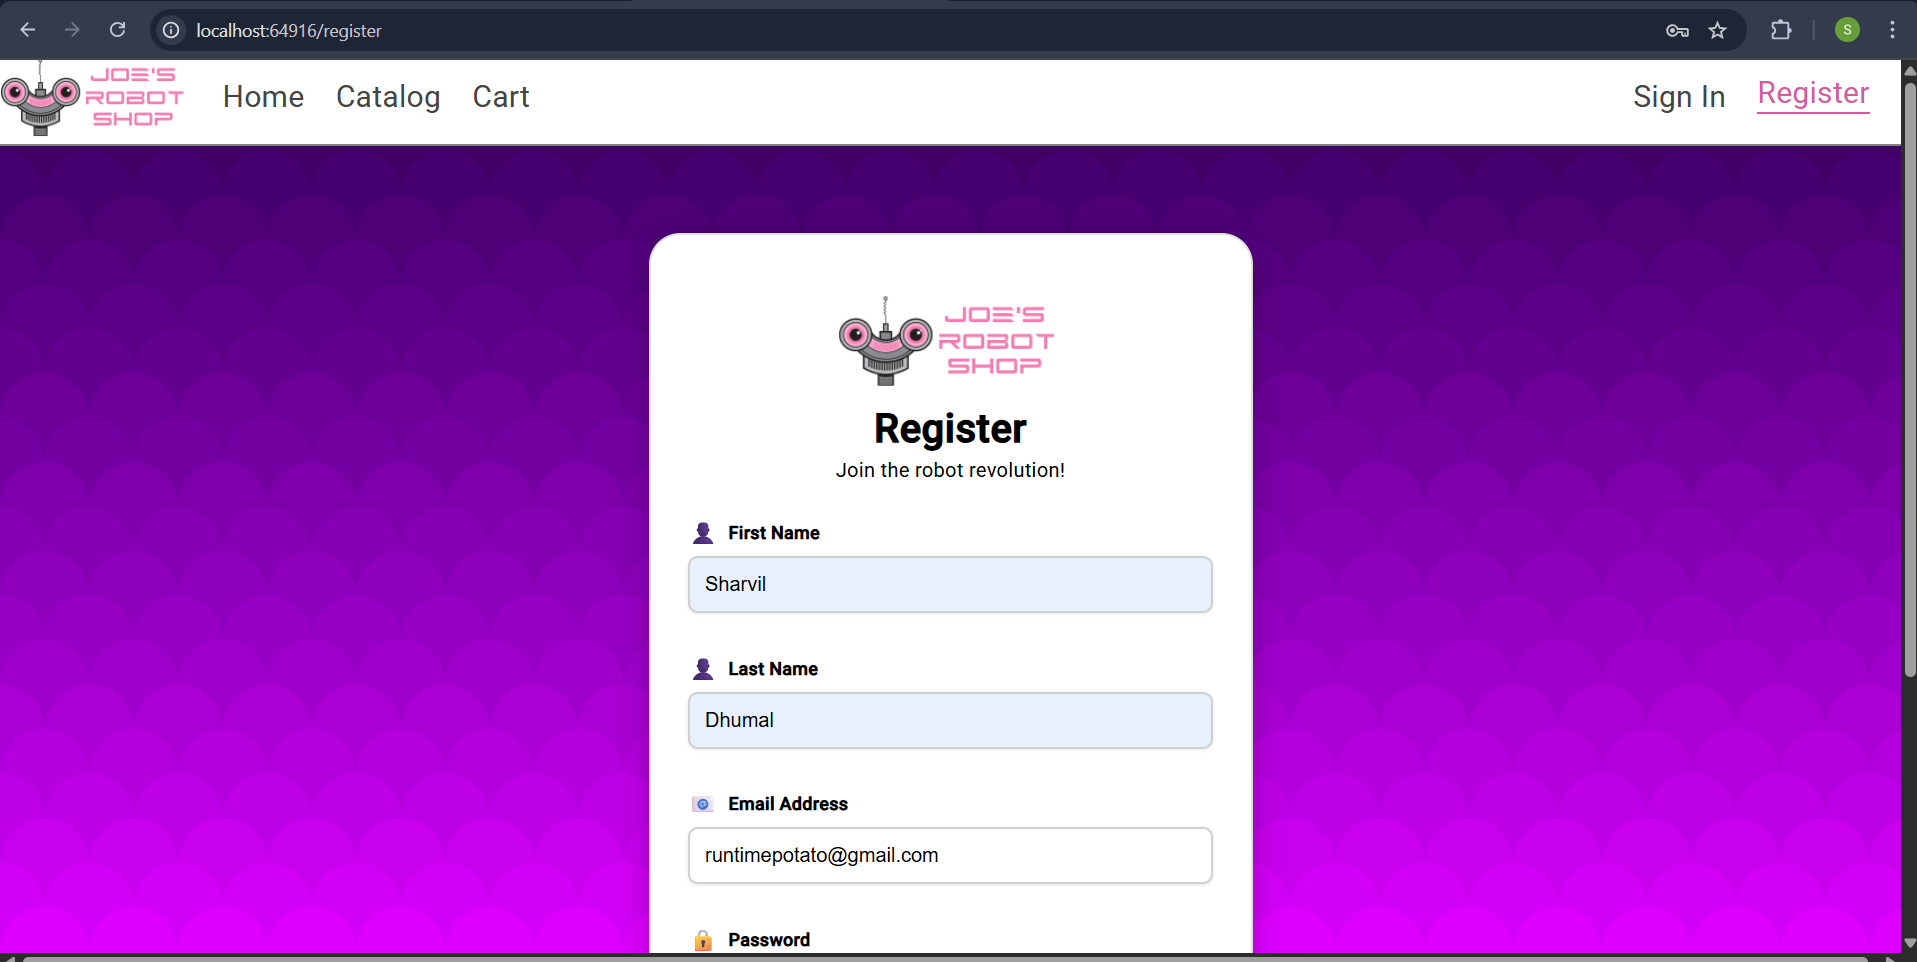 localhost:64916/register
S
JOE'S
ROBOT
SHOP
Home Catalog Cart
Sign In Register
JOE'S
ROBOT
SHOP
Register
Join the robot revolution!
First Name
Sharvil
Last Name
Dhumal
Email Address
runtimepotato@gmail.com
Password